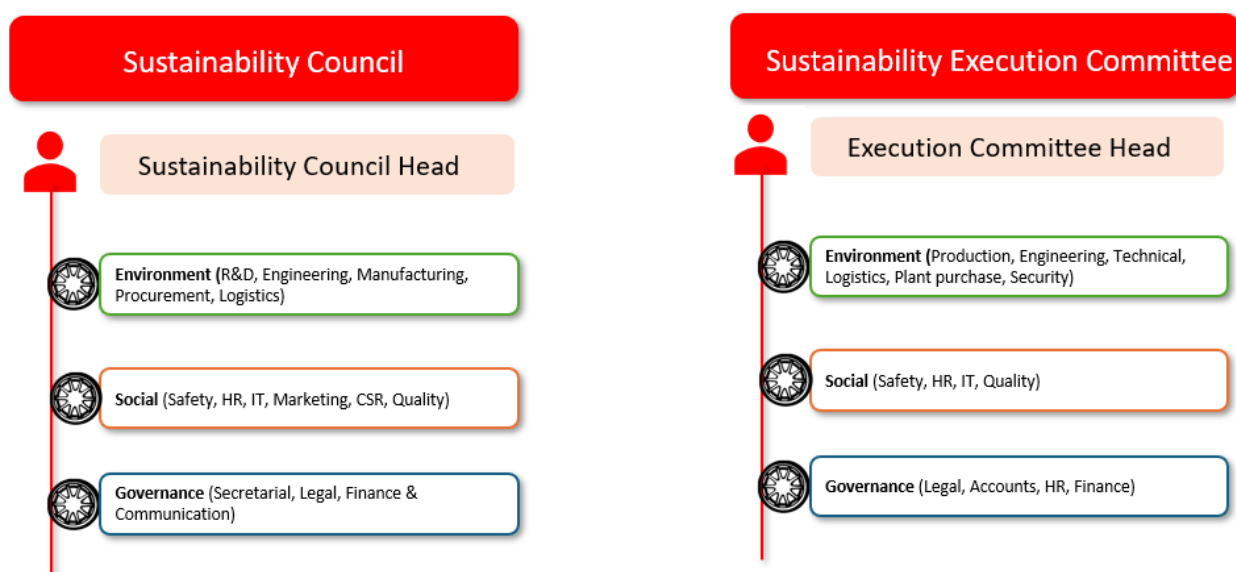 Sustainability Council
Sustainability Council Head
Environment (R&D, Engineering, Manufacturing,
Procurement, Logistics)
Social (Safety, HR, IT, Marketing, CSR, Quality)
Governance (Secretarial, Legal, Finance &
Communication)
Sustainability Execution Committee
Execution Committee Head
Environment (Production, Engineering, Technical,
Logistics, Plant purchase, Security)
Social (Safety, HR, IT, Quality)
Governance (Legal, Accounts, HR, Finance)